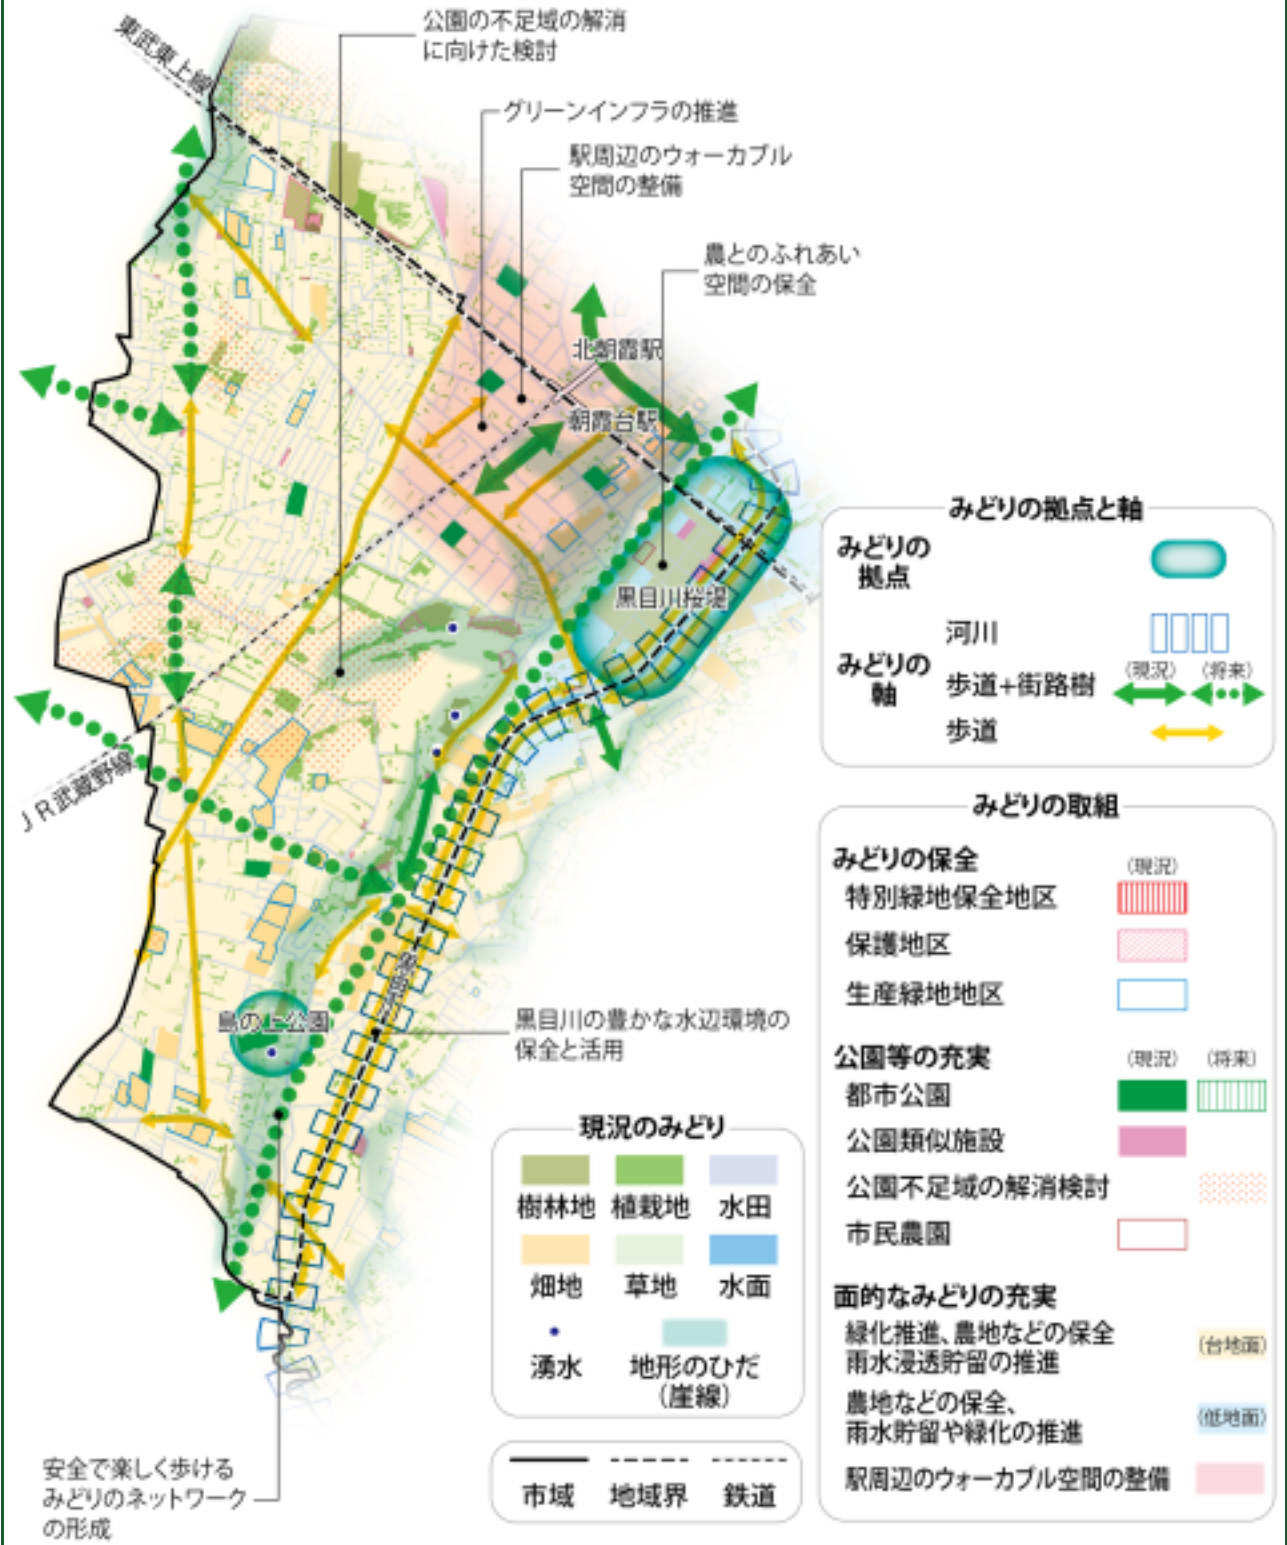 公園の不足域の解消
に向けた検討
東武東上線
グリーンインフラの推進
駅周辺のウォーカブル
空間の整備
農とのふれあい
空間の保全
北朝霞駅
朝霞台駅
黒目川桜堤
JR武蔵野線
黒目川
島の上公園
黒目川の豊かな水辺環境の
保全と活用
安全で楽しく歩ける
みどりのネットワーク
の形成
現況のみどり
樹林地 植栽地 水田
畑地 草地 水面
湧水 地形のひだ
(崖線)
市域 地域界 鉄道
みどりの拠点と軸
みどりの
拠点
みどりの
軸
河川
(現況) (将来)
歩道+街路樹
歩道
みどりの取組
みどりの保全 (現況)
特別緑地保全地区
保護地区
生産緑地地区
公園等の充実 (現況) (将来)
都市公園
公園類似施設
公園不足域の解消検討
市民農園
面的なみどりの充実
緑化推進、農地などの保全
雨水浸透貯留の推進
(台地面)
農地などの保全、
雨水貯留や緑化の推進
(低地面)
駅周辺のウォーカブル空間の整備